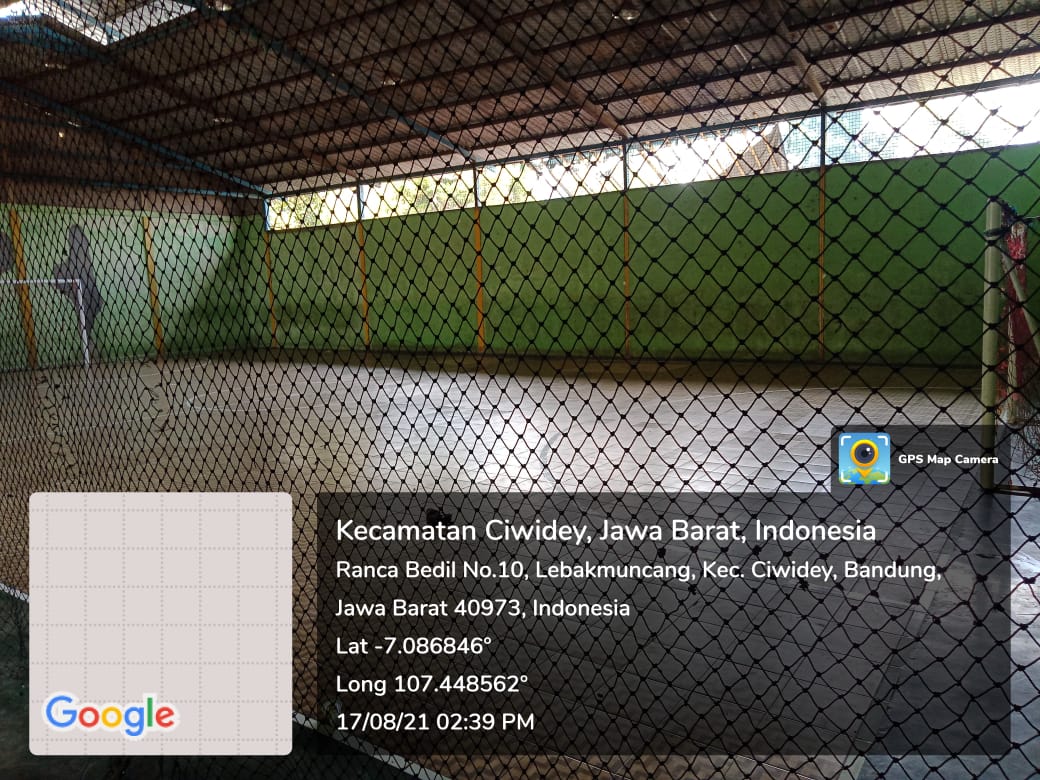 GPS Map Camera
Kecamatan Ciwidey, Jawa Barat, Indonesia
Ranca Bedil No.10, Lebakmuncang, Kec. Ciwidey, Bandung,
Jawa Barat 40973, Indonesia
Lat -7.086846°
Long 107.448562°
17/08/21 02:39 PM
Google